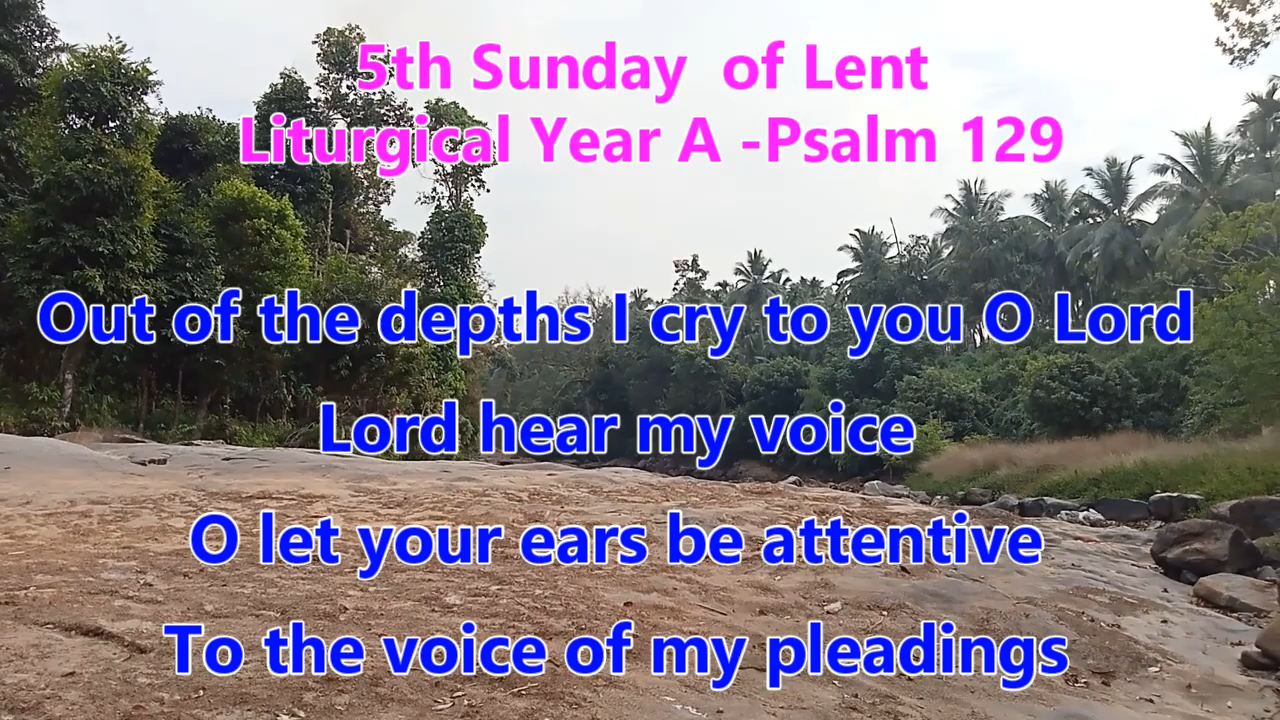 5th Sunday of Lent
Liturgical Year A -Psalm 129
Out of the depths I cry to you O Lord
Lord hear my voice
O let your ears be attentive
To the voice of my pleadings